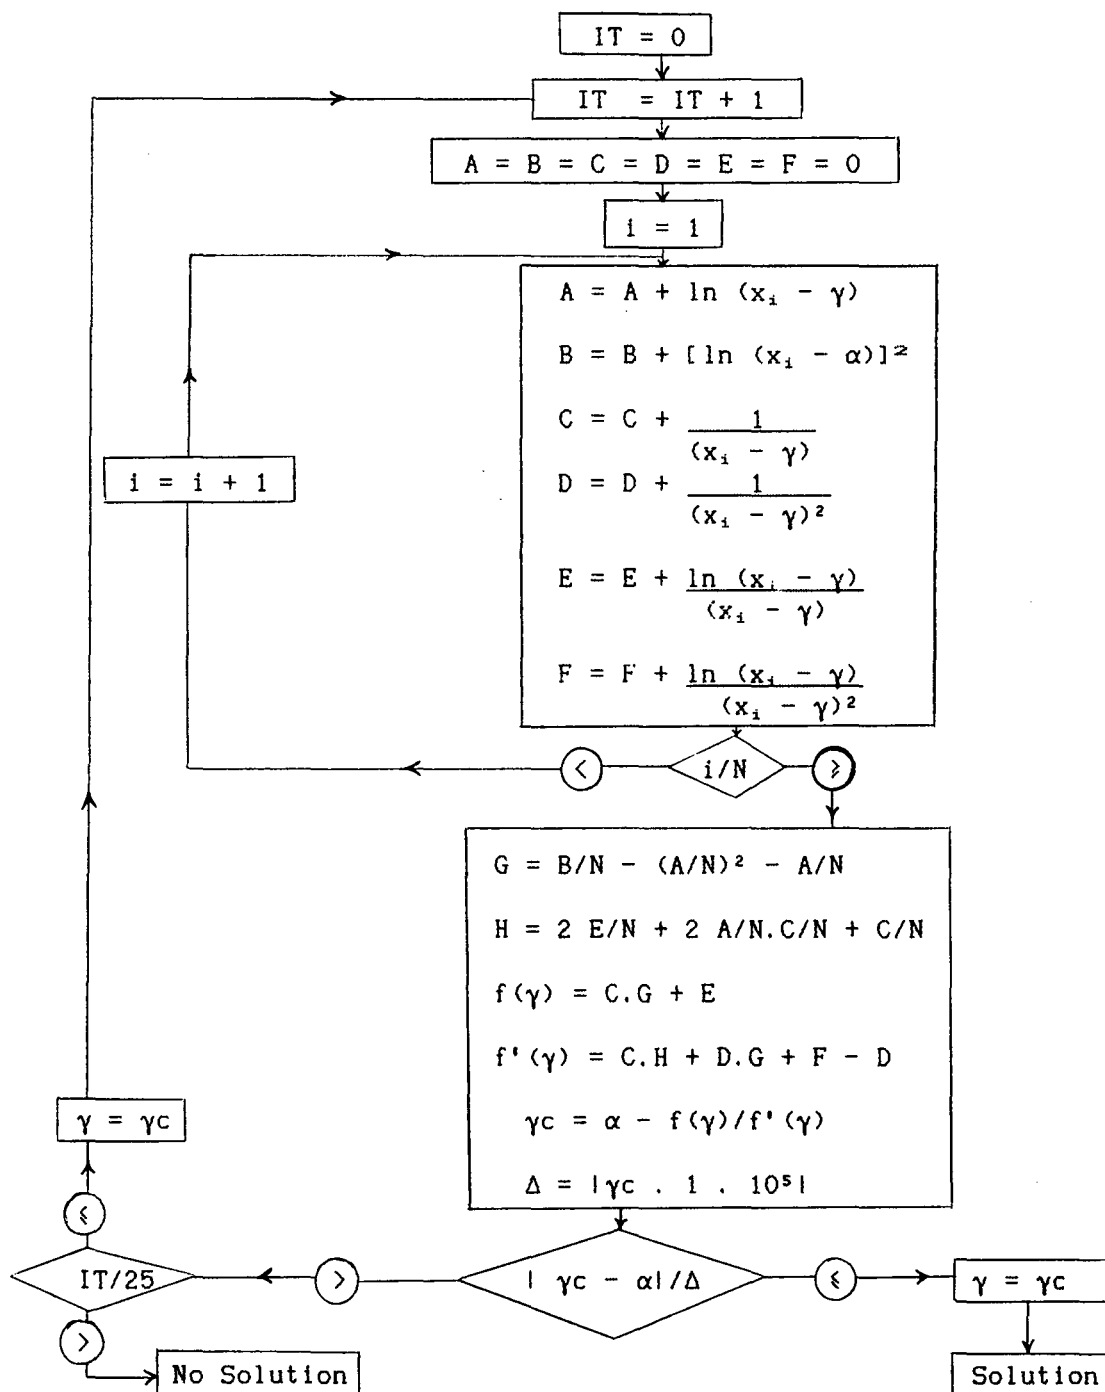 IT = 0
IT = IT + 1
A = B = C = D = E = F = 0
i = 1
A = A + ln (xᵢ - γ)
B = B + [ln (xᵢ - α)]²
C = C + 1/(xᵢ - γ)
i = i + 1
D = D + 1/(xᵢ - γ)²
E = E + ln (xᵢ - γ)/(xᵢ - γ)
F = F + ln (xᵢ - γ)/(xᵢ - γ)²
< i/N ≥
G = B/N - (A/N)² - A/N
H = 2 E/N + 2 A/N.C/N + C/N
f(γ) = C.G + E
f'(γ) = C.H + D.G + F - D
γ = γc
γc = α - f(γ)/f'(γ)
Δ = |γc . 1 . 10⁵|
≤
IT/25 > | γc - α|/Δ ≤ γ = γc
>
No Solution
Solution